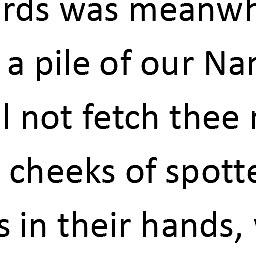 rds was meanwh
a pile of our Nar
l not fetch thee
cheeks of spotte
s in their hands,